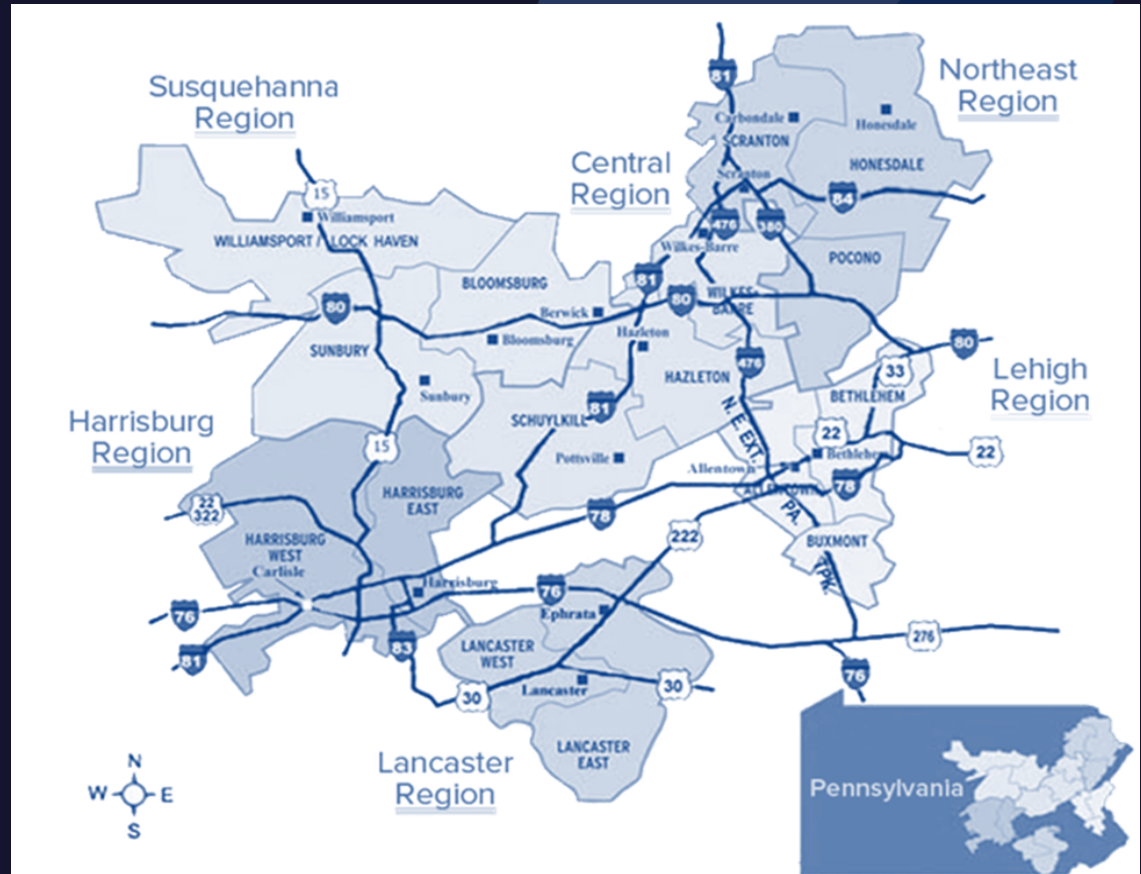 Susquehanna
Region
Northeast
Region
Central
Region
Harrisburg
Region
Lehigh
Region
Lancaster
Region
81
Carbondale
SCRANTON
Honesdale
HONESDALE
Scranton
84
15
Williamsport
WILLIAMSPORT / LOCK HAVEN
476
380
Wilkes-Barre
POCONO
BLOOMSBURG
81
80
WILKES-
BARRE
80
Berwick
Bloomsburg
Hazleton
SUNBURY
Sunbury
HAZLETON
476
80
33
BETHLEHEM
81
SCHUYLKILL
N. E. EXT.
22
22
15
Pottsville
Allentown
Bethlehem
ALLENTOWN
78
HARRISBURG
EAST
22
322
78
PA.
222
HARRISBURG
WEST
Carlisle
BUXMONT
TPK.
Harrisburg
76
76
Ephrata
276
81
83
LANCASTER
WEST
76
Lancaster
30
30
LANCASTER
EAST
N
W
E
S
Pennsylvania